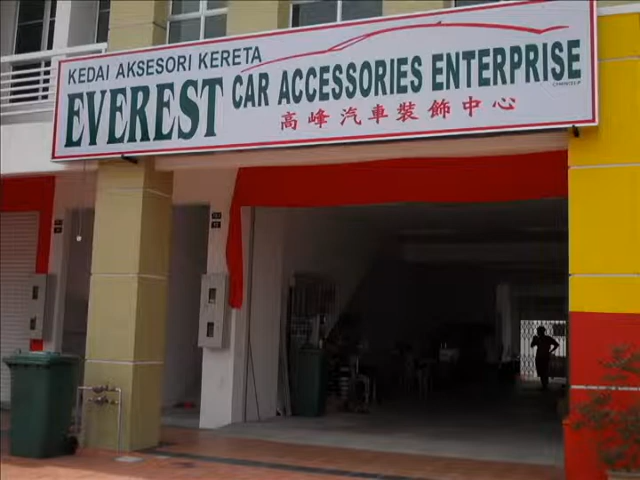 KEDAI AKSESORI KERETA
EVEREST CAR ACCESSORIES ENTERPRISE
高峰汽車裝飾中心